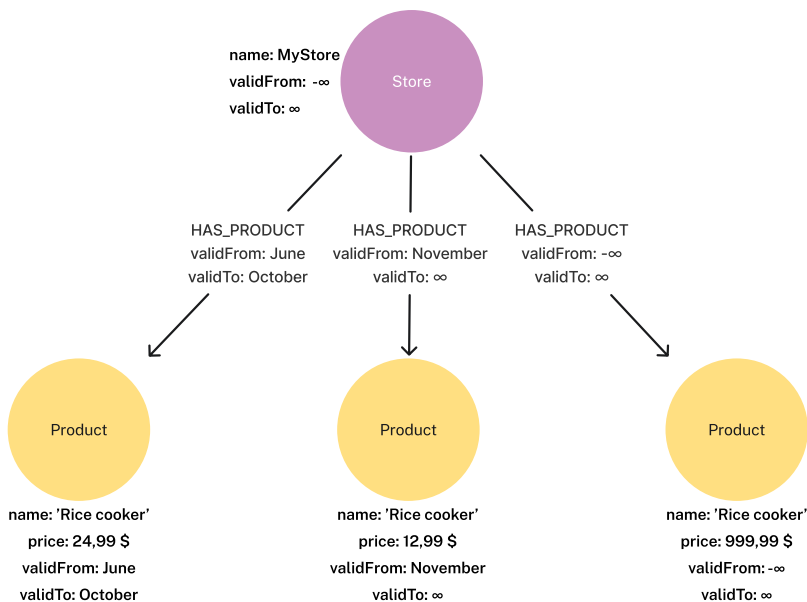 name: MyStore
validFrom: -∞
validTo: ∞
Store
HAS_PRODUCT
validFrom: June
validTo: October
HAS_PRODUCT
validFrom: November
validTo: ∞
HAS_PRODUCT
validFrom: -∞
validTo: ∞
Product
name: ’Rice cooker’
price: 24,99 $
validFrom: June
validTo: October
Product
name: ’Rice cooker’
price: 12,99 $
validFrom: November
validTo: ∞
Product
name: ’Rice cooker’
price: 999,99 $
validFrom: -∞
validTo: ∞